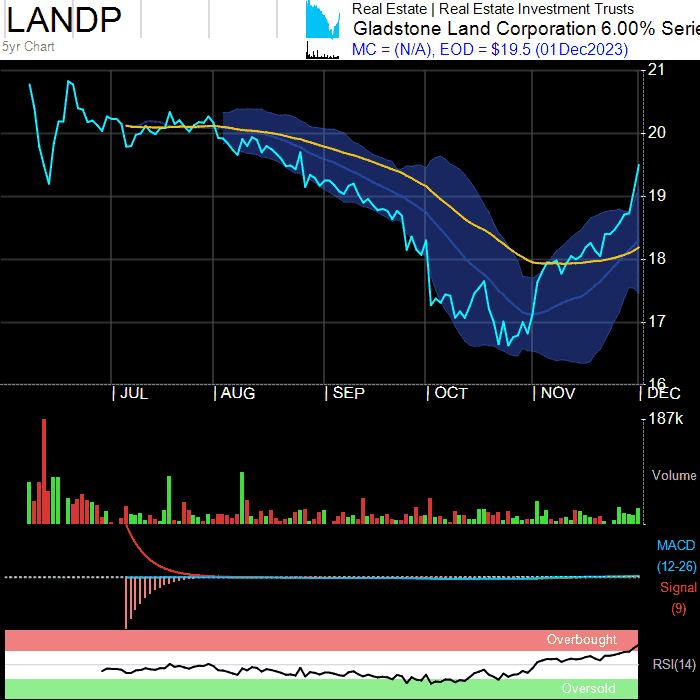 LANDP
5yr Chart
Real Estate | Real Estate Investment Trusts
Gladstone Land Corporation 6.00% Serie
MC = (N/A), EOD = $19.5 (01Dec2023)
21
20
19
18
17
16
JUL AUG SEP OCT NOV DEC
187k
Volume
MACD
(12-26)
Signal
(9)
Overbought
RSI(14)
Oversold